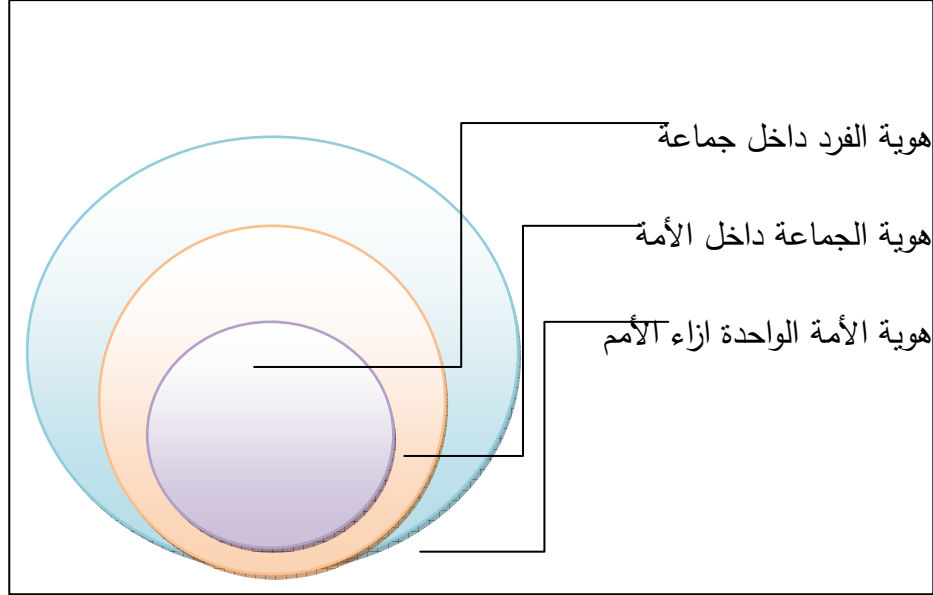 هوية الفرد داخل جماعة
هوية الجماعة داخل الأمة
هوية الأمة الواحدة ازاء الأمم